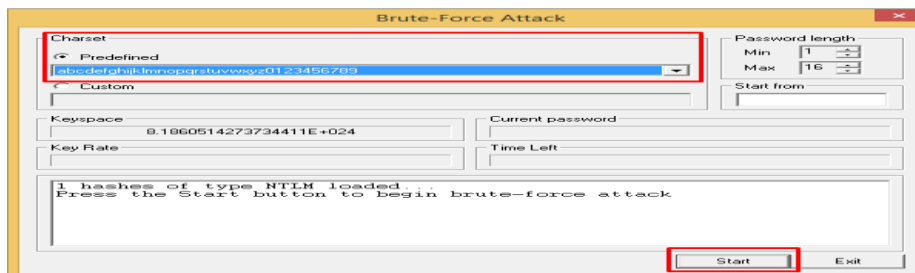 Brute-Force Attack
Charset
Predefined
abcdefghijklmnopqrstuvwxyz0123456789
Custom
Password length
Min 1
Max 16
Start from
Keyspace
8.1860514273734411E+024
Current password
Key Rate
Time Left
1 hashes of type NTLM loaded...
Press the Start button to begin brute-force attack
Start
Exit